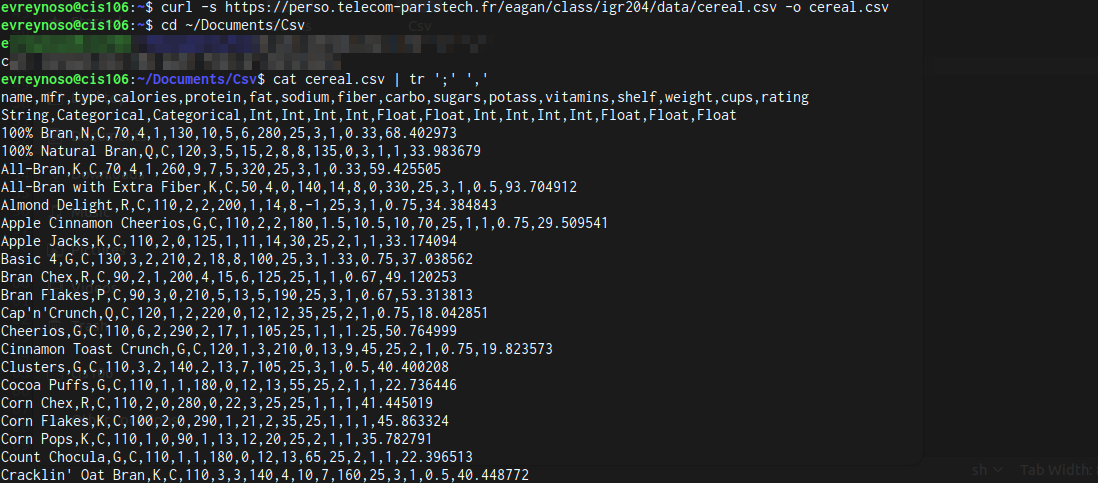 evreynoso@cis106:~$ curl -s https://perso.telecom-paristech.fr/eagan/class/igr204/data/cereal.csv -o cereal.csv
evreynoso@cis106:~$ cd ~/Documents/Csv
evreynoso@cis106:~/Documents/Csv$ cat cereal.csv | tr ';' ','
name,mfr,type,calories,protein,fat,sodium,fiber,carbo,sugars,potass,vitamins,shelf,weight,cups,rating
String,Categorical,Categorical,Int,Int,Int,Int,Float,Float,Int,Int,Int,Int,Float,Float,Float
100% Bran,N,C,70,4,1,130,10,5,6,280,25,3,1,0.33,68.402973
100% Natural Bran,Q,C,120,3,5,15,2,8,8,135,0,3,1,1,33.983679
All-Bran,K,C,70,4,1,260,9,7,5,320,25,3,1,0.33,59.425505
All-Bran with Extra Fiber,K,C,50,4,0,140,14,8,0,330,25,3,1,0.5,93.704912
Almond Delight,R,C,110,2,2,200,1,14,8,-1,25,3,1,0.75,34.384843
Apple Cinnamon Cheerios,G,C,110,2,2,180,1.5,10.5,10,70,25,1,1,0.75,29.509541
Apple Jacks,K,C,110,2,0,125,1,11,14,30,25,2,1,1,33.174094
Basic 4,G,C,130,3,2,210,2,18,8,100,25,3,1.33,0.75,37.038562
Bran Chex,R,C,90,2,1,200,4,15,6,125,25,1,1,0.67,49.120253
Bran Flakes,P,C,90,3,0,210,5,13,5,190,25,3,1,0.67,53.313813
Cap'n'Crunch,Q,C,120,1,2,220,0,12,12,35,25,2,1,0.75,18.042851
Cheerios,G,C,110,6,2,290,2,17,1,105,25,1,1,1.25,50.764999
Cinnamon Toast Crunch,G,C,120,1,3,210,0,13,9,45,25,2,1,0.75,19.823573
Clusters,G,C,110,3,2,140,2,13,7,105,25,3,1,0.5,40.400208
Cocoa Puffs,G,C,110,1,1,180,0,12,13,55,25,2,1,1,22.736446
Corn Chex,R,C,110,2,0,280,0,22,3,25,25,1,1,1,41.445019
Corn Flakes,K,C,100,2,0,290,1,21,2,35,25,1,1,1,45.863324
Corn Pops,K,C,110,1,0,90,1,13,12,20,25,2,1,1,35.782791
Count Chocula,G,C,110,1,1,180,0,12,13,65,25,2,1,1,22.396513
Cracklin' Oat Bran,K,C,110,3,3,140,4,10,7,160,25,3,1,0.5,40.448772
sh
Tab Width: